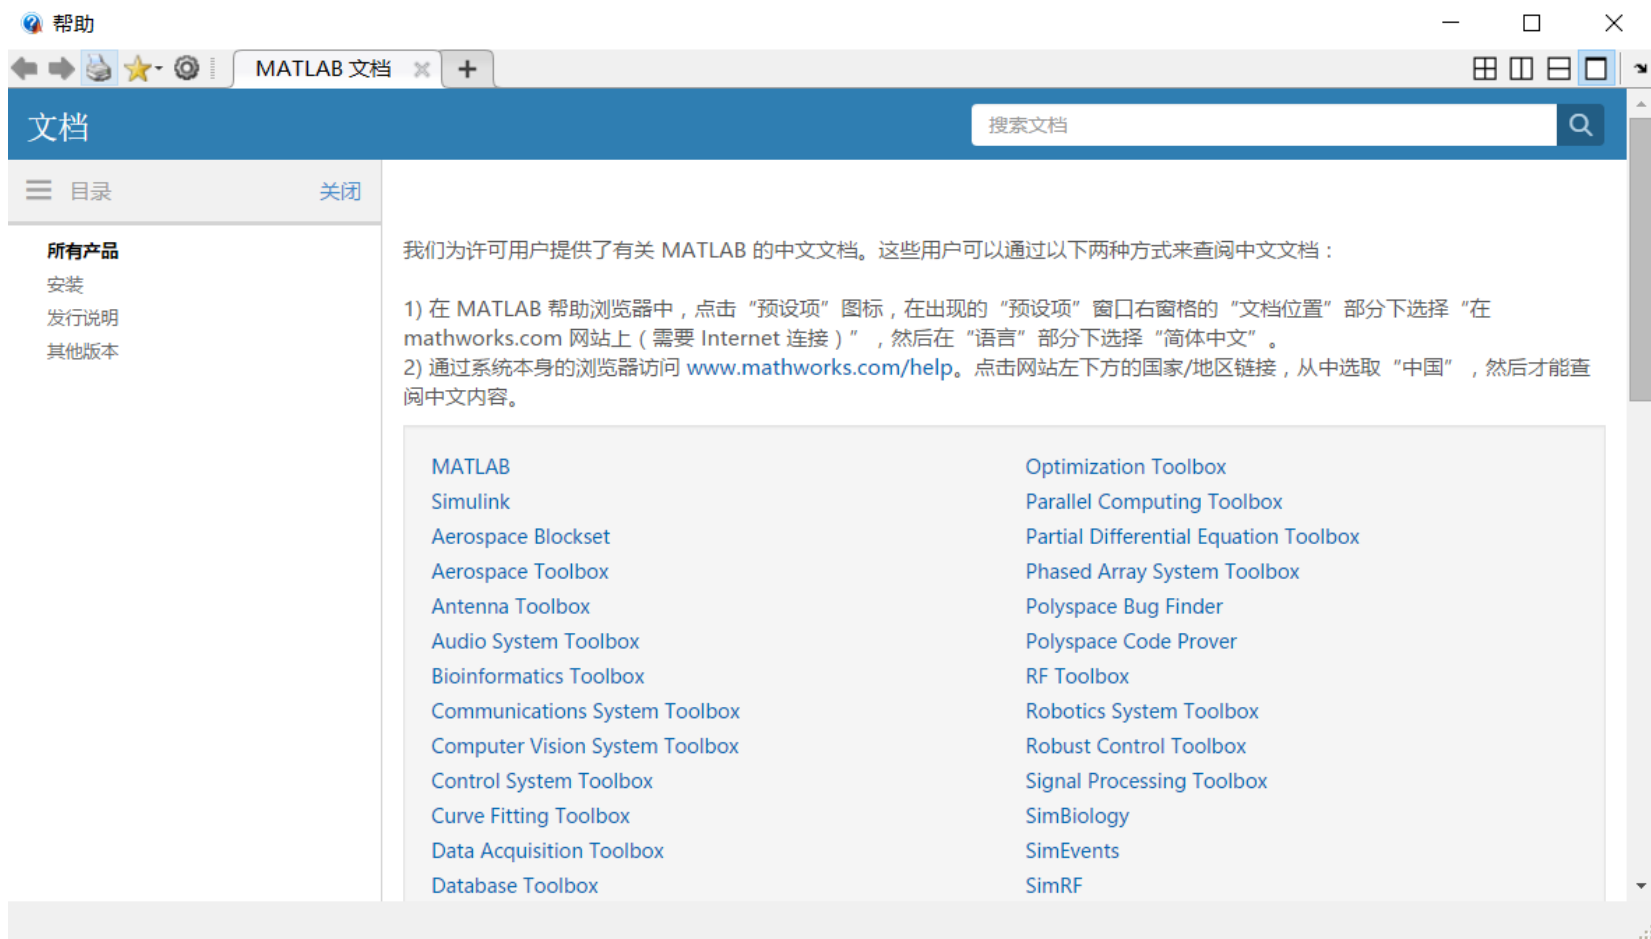 帮助
MATLAB 文档
文档
搜索文档
目录
关闭
所有产品
安装
发行说明
其他版本
我们为许可用户提供了有关 MATLAB 的中文文档。这些用户可以通过以下两种方式来查阅中文文档：
1) 在 MATLAB 帮助浏览器中，点击“预设项”图标，在出现的“预设项”窗口右窗格的“文档位置”部分下选择“在
mathworks.com 网站上（需要 Internet 连接）”，然后在“语言”部分下选择“简体中文”。
2) 通过系统本身的浏览器访问 www.mathworks.com/help。点击网站左下方的国家/地区链接，从中选取“中国”，然后才能查
阅中文内容。
MATLAB
Simulink
Aerospace Blockset
Aerospace Toolbox
Antenna Toolbox
Audio System Toolbox
Bioinformatics Toolbox
Communications System Toolbox
Computer Vision System Toolbox
Control System Toolbox
Curve Fitting Toolbox
Data Acquisition Toolbox
Database Toolbox
Optimization Toolbox
Parallel Computing Toolbox
Partial Differential Equation Toolbox
Phased Array System Toolbox
Polyspace Bug Finder
Polyspace Code Prover
RF Toolbox
Robotics System Toolbox
Robust Control Toolbox
Signal Processing Toolbox
SimBiology
SimEvents
SimRF